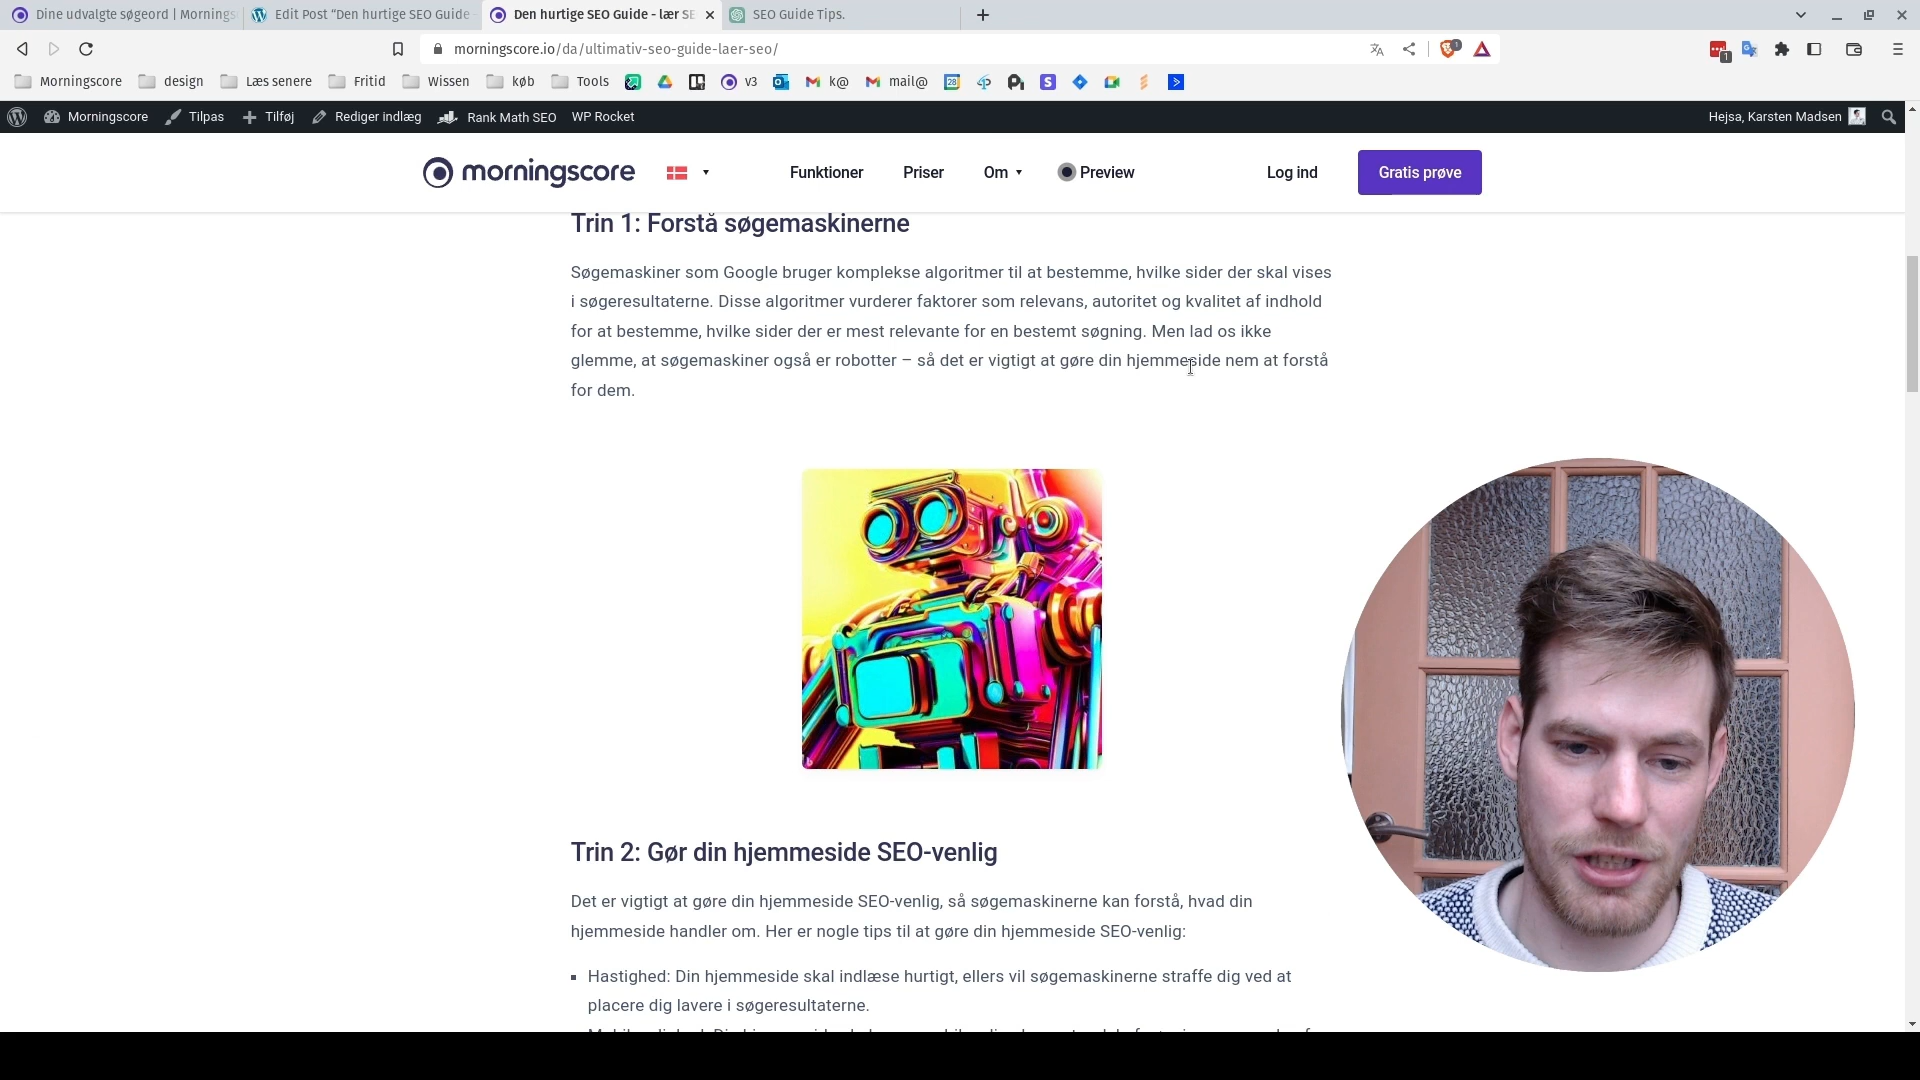 Dine udvalgte søgeord | Mornings
Edit Post "Den hurtige SEO Guide -
Den hurtige SEO Guide - lær SE
SEO Guide Tips.
morningscore.io/da/ultimativ-seo-guide-laer-seo/
Morningscore design Læs senere Fritid Wissen køb Tools v3 k@ mail@
Morningscore Tilpas Tilføj Rediger indlæg Rank Math SEO WP Rocket Hejsa, Karsten Madsen
morningscore Funktioner Priser Om Preview Log ind Gratis prøve
Trin 1: Forstå søgemaskinerne
Søgemaskiner som Google bruger komplekse algoritmer til at bestemme, hvilke sider der skal vises
i søgeresultaterne. Disse algoritmer vurderer faktorer som relevans, autoritet og kvalitet af indhold
for at bestemme, hvilke sider der er mest relevante for en bestemt søgning. Men lad os ikke
glemme, at søgemaskiner også er robotter – så det er vigtigt at gøre din hjemmeside nem at forstå
for dem.
Trin 2: Gør din hjemmeside SEO-venlig
Det er vigtigt at gøre din hjemmeside SEO-venlig, så søgemaskinerne kan forstå, hvad din
hjemmeside handler om. Her er nogle tips til at gøre din hjemmeside SEO-venlig:
Hastighed: Din hjemmeside skal indlæse hurtigt, ellers vil søgemaskinerne straffe dig ved at
placere dig lavere i søgeresultaterne.